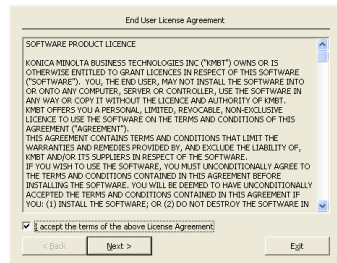 End User License Agreement
SOFTWARE PRODUCT LICENCE
KONICA MINOLTA BUSINESS TECHNOLOGIES INC ("KMBT") OWNS OR IS
OTHERWISE ENTITLED TO GRANT LICENCES IN RESPECT OF THIS SOFTWARE
("SOFTWARE"). YOU, THE END USER, MAY NOT INSTALL THE SOFTWARE INTO
OR ONTO ANY COMPUTER, SERVER OR CONTROLLER, USE THE SOFTWARE IN
ANY WAY OR COPY IT WITHOUT THE LICENCE AND AUTHORITY OF KMBT.
KMBT OFFERS YOU A PERSONAL, LIMITED, REVOCABLE, NON-EXCLUSIVE
LICENCE TO USE THE SOFTWARE ON THE TERMS AND CONDITIONS OF THIS
AGREEMENT ("AGREEMENT").
THIS AGREEMENT CONTAINS TERMS AND CONDITIONS THAT LIMIT THE
WARRANTIES AND REMEDIES PROVIDED BY, AND EXCLUDE THE LIABILITY OF,
KMBT AND/OR ITS SUPPLIERS IN RESPECT OF THE SOFTWARE.
IF YOU WISH TO USE THE SOFTWARE, YOU MUST UNCONDITIONALLY AGREE TO
THE TERMS AND CONDITIONS CONTAINED IN THIS AGREEMENT BEFORE
INSTALLING THE SOFTWARE. YOU WILL BE DEEMED TO HAVE UNCONDITIONALLY
ACCEPTED THE TERMS AND CONDITIONS CONTAINED IN THIS AGREEMENT IF
YOU: (1) INSTALL THE SOFTWARE; OR (2) DO NOT DESTROY THE SOFTWARE IN
I accept the terms of the above License Agreement
< Back Next > Exit